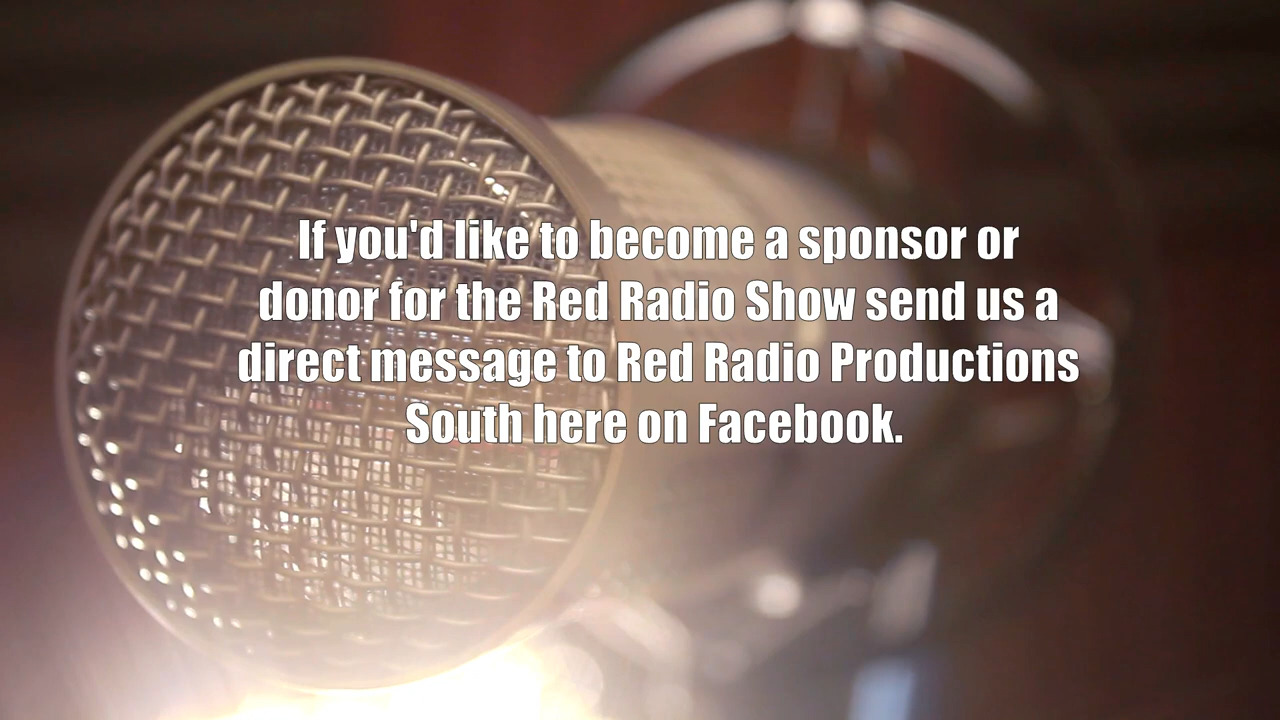 If you'd like to become a sponsor or
donor for the Red Radio Show send us a
direct message to Red Radio Productions
South here on Facebook.